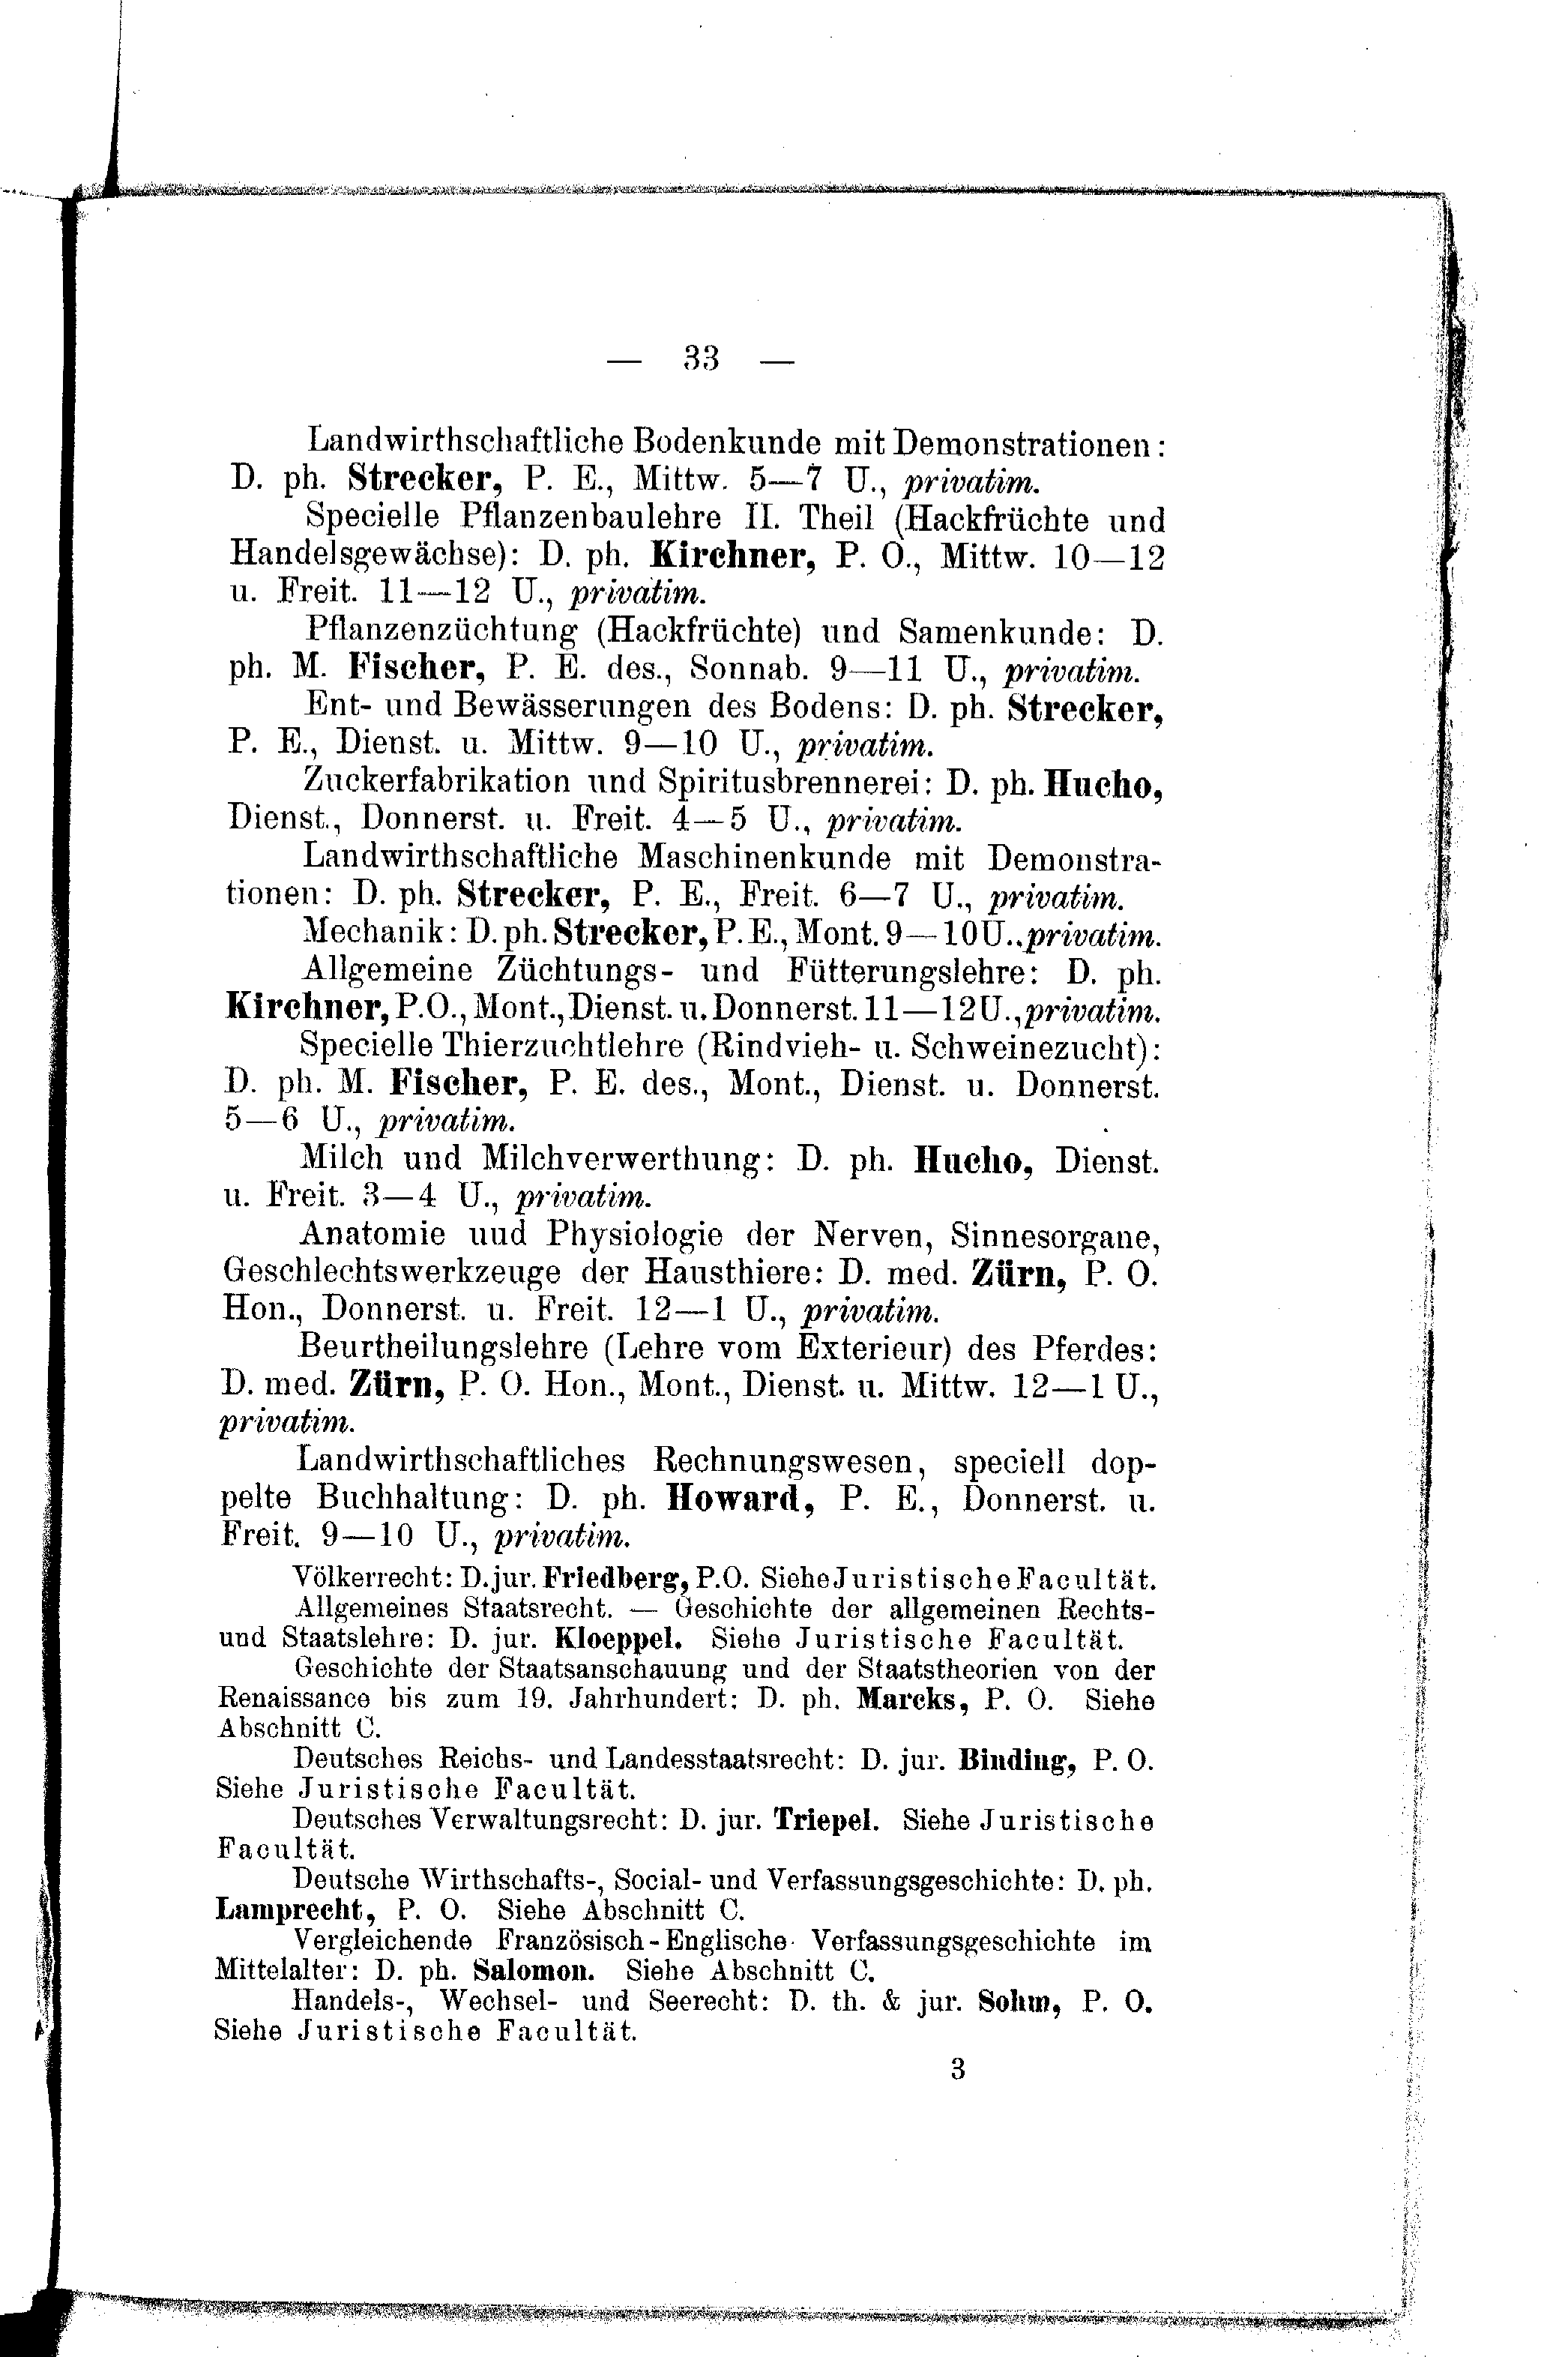 — 33 —
Landwirthschaftliche Bodenkunde mit Demonstrationen:
D. ph. Strecker, P. E., Mittw. 5—7 U., privatim.
Specielle Pflanzenbaulehre II. Theil (Hackfrüchte und
Handelsgewächse): D. ph. Kirchner, P. O., Mittw. 10—12
u. Freit. 11—12 U., privatim.
Pflanzenzüchtung (Hackfrüchte) und Samenkunde: D.
ph. M. Fischer, P. E. des., Sonnab. 9—11 U., privatim.
Ent- und Bewässerungen des Bodens: D. ph. Strecker,
P. E., Dienst. u. Mittw. 9—10 U., privatim.
Zuckerfabrikation und Spiritusbrennerei: D. ph. Hucho,
Dienst., Donnerst. u. Freit. 4—5 U., privatim.
Landwirthschaftliche Maschinenkunde mit Demonstra-
tionen: D. ph. Strecker, P. E., Freit. 6—7 U., privatim.
Mechanik: D. ph. Strecker, P. E., Mont. 9—10 U., privatim.
Allgemeine Züchtungs- und Fütterungslehre: D. ph.
Kirchner, P.O., Mont., Dienst. u. Donnerst. 11—12 U., privatim.
Specielle Thierzuchtlehre (Rindvieh- u. Schweinezucht):
D. ph. M. Fischer, P. E. des., Mont., Dienst. u. Donnerst.
5—6 U., privatim.
Milch und Milchverwerthung: D. ph. Hucho, Dienst.
u. Freit. 3—4 U., privatim.
Anatomie uud Physiologie der Nerven, Sinnesorgane,
Geschlechtswerkzeuge der Hausthiere: D. med. Zürn, P. O.
Hon., Donnerst. u. Freit. 12—1 U., privatim.
Beurtheilungslehre (Lehre vom Exterieur) des Pferdes:
D. med. Zürn, P. O. Hon., Mont., Dienst. u. Mittw. 12—1 U.,
privatim.
Landwirthschaftliches Rechnungswesen, speciell dop-
pelte Buchhaltung: D. ph. Howard, P. E., Donnerst. u.
Freit. 9—10 U., privatim.
Völkerrecht: D. jur. Friedberg, P.O. Siehe Juristische Facultät.
Allgemeines Staatsrecht. — Geschichte der allgemeinen Rechts-
und Staatslehre: D. jur. Kloeppel. Siehe Juristische Facultät.
Geschichte der Staatsanschauung und der Staatstheorien von der
Renaissance bis zum 19. Jahrhundert: D. ph. Marcks, P. O. Siehe
Abschnitt C.
Deutsches Reichs- und Landesstaatsrecht: D. jur. Binding, P. O.
Siehe Juristische Facultät.
Deutsches Verwaltungsrecht: D. jur. Triepel. Siehe Juristische
Facultät.
Deutsche Wirthschafts-, Social- und Verfassungsgeschichte: D. ph.
Lamprecht, P. O. Siehe Abschnitt C.
Vergleichende Französisch-Englische Verfassungsgeschichte im
Mittelalter: D. ph. Salomon. Siehe Abschnitt C.
Handels-, Wechsel- und Seerecht: D. th. & jur. Sohm, P. O.
Siehe Juristische Facultät.
3